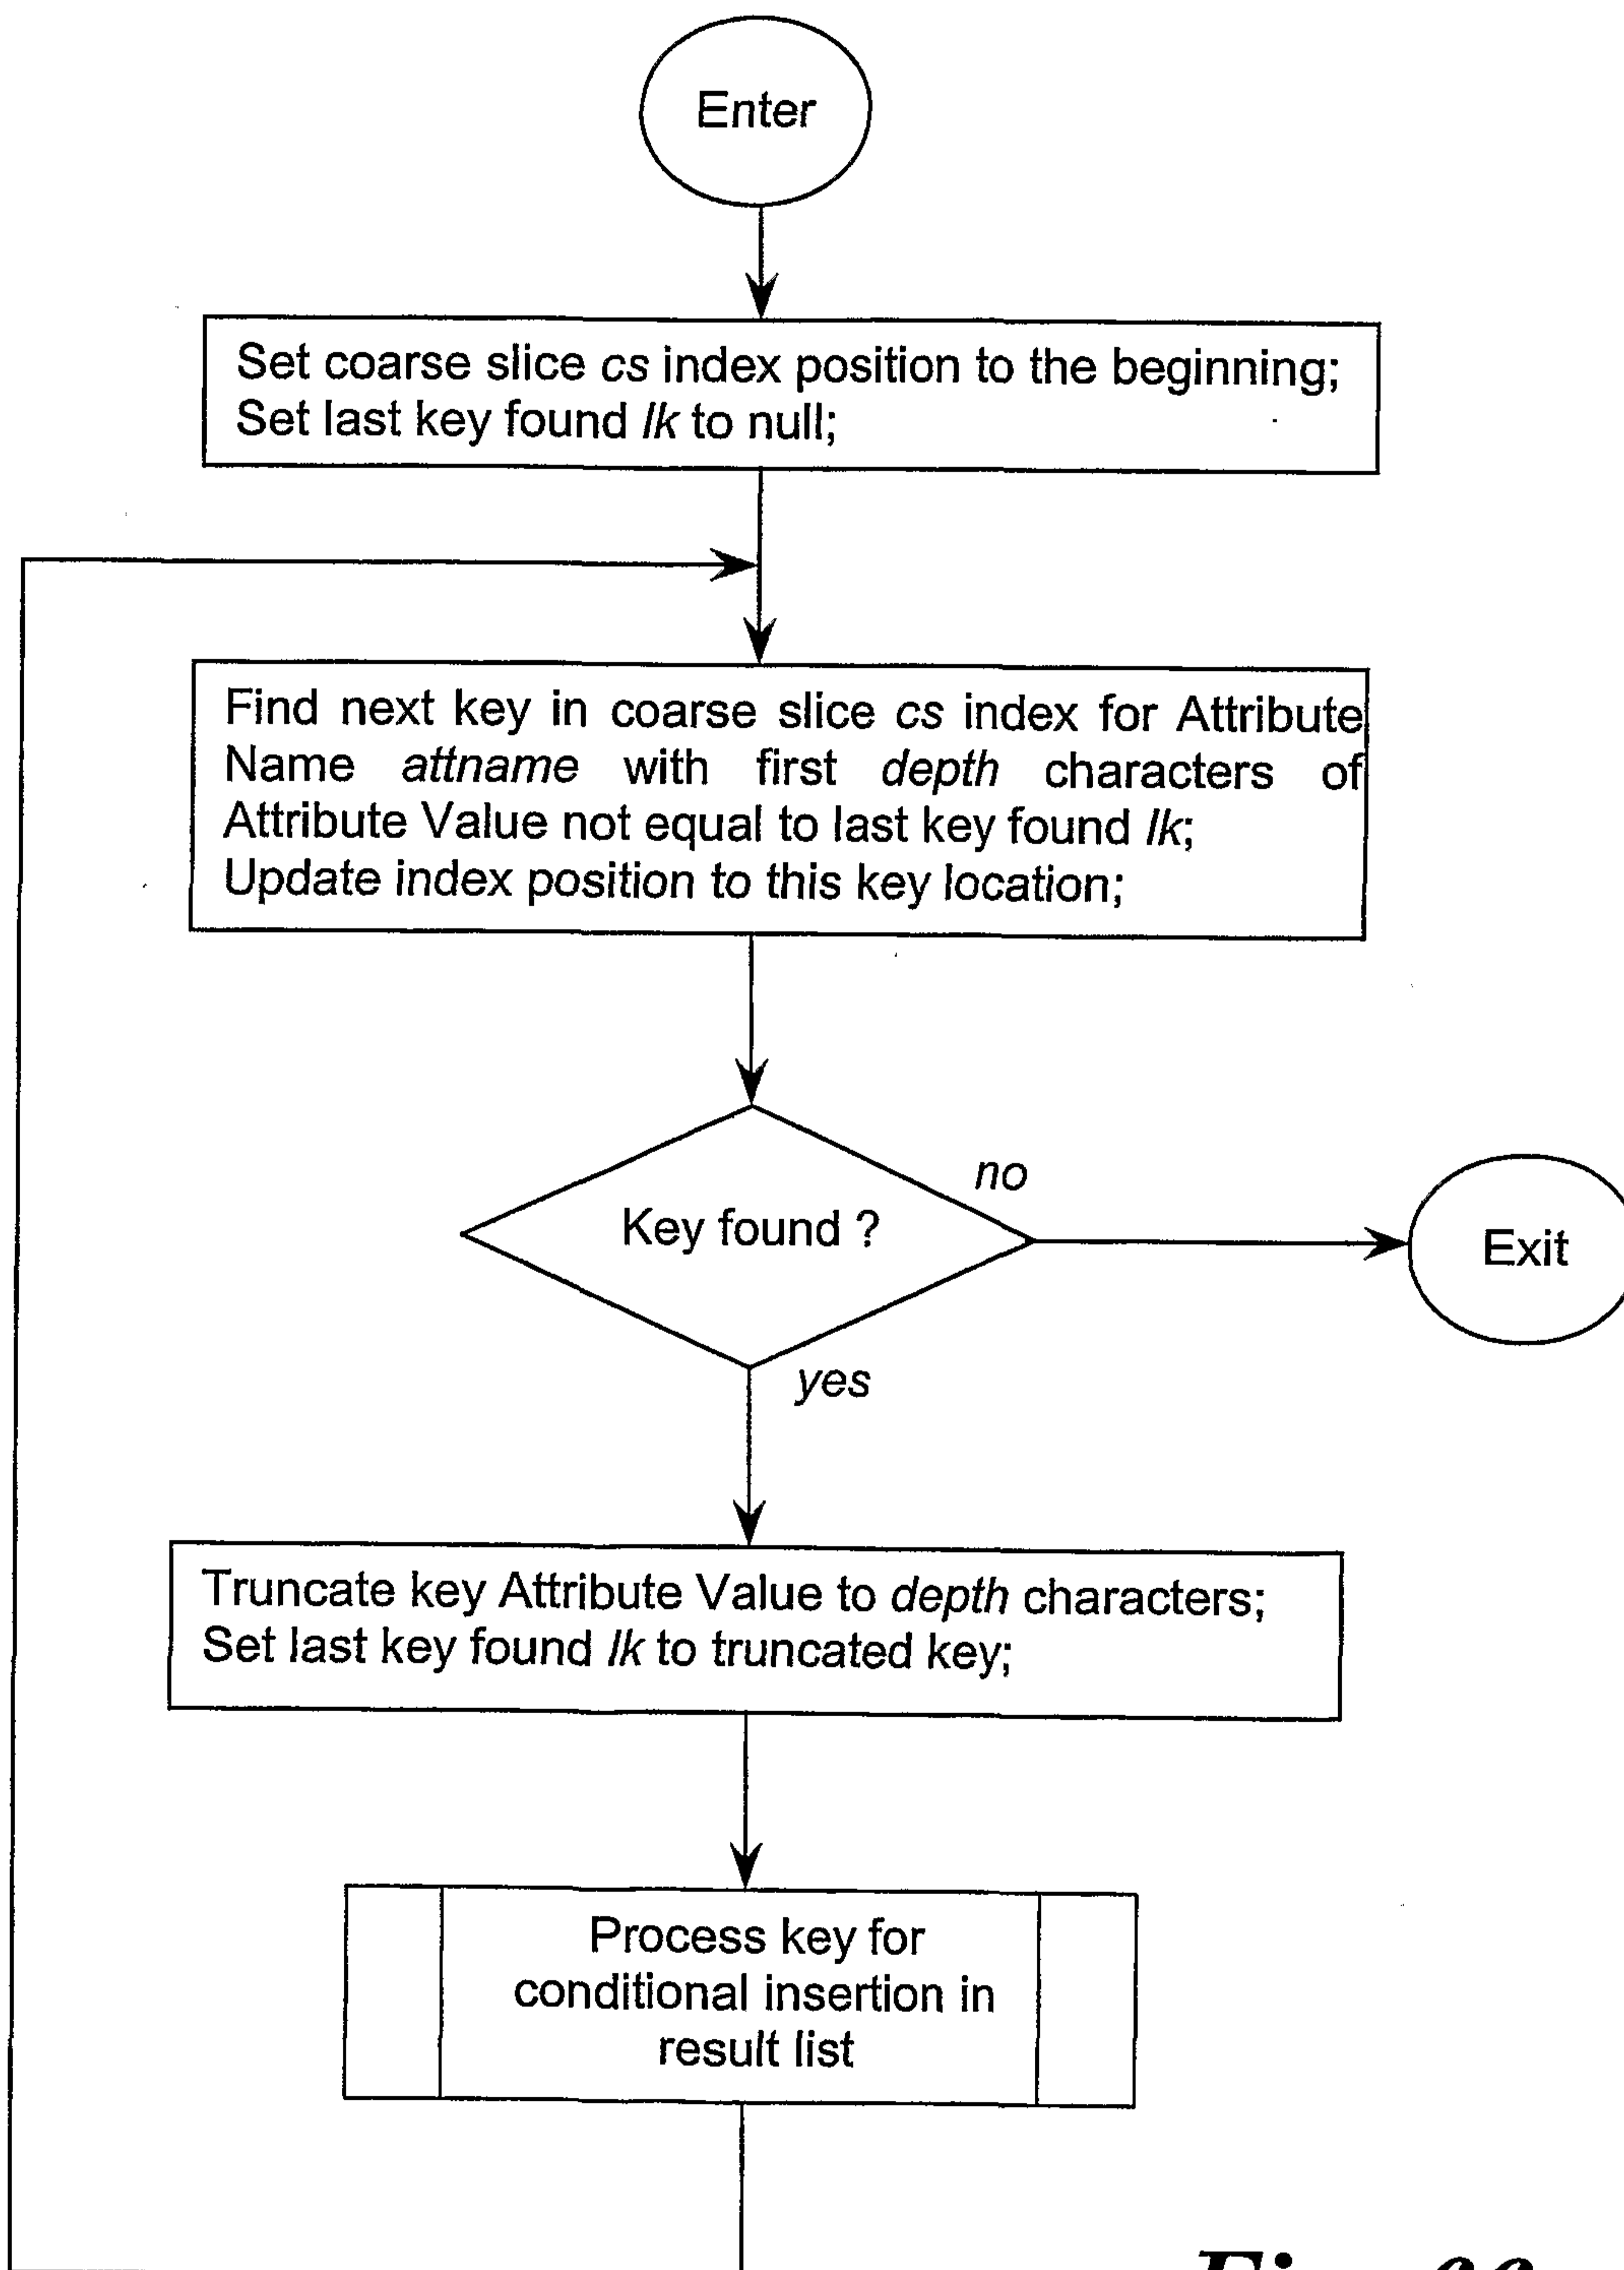 Enter
Set coarse slice cs index position to the beginning;
Set last key found lk to null;
Find next key in coarse slice cs index for Attribute
Name attname with first depth characters of
Attribute Value not equal to last key found lk;
Update index position to this key location;
Key found ?
no
Exit
yes
Truncate key Attribute Value to depth characters;
Set last key found lk to truncated key;
Process key for
conditional insertion in
result list